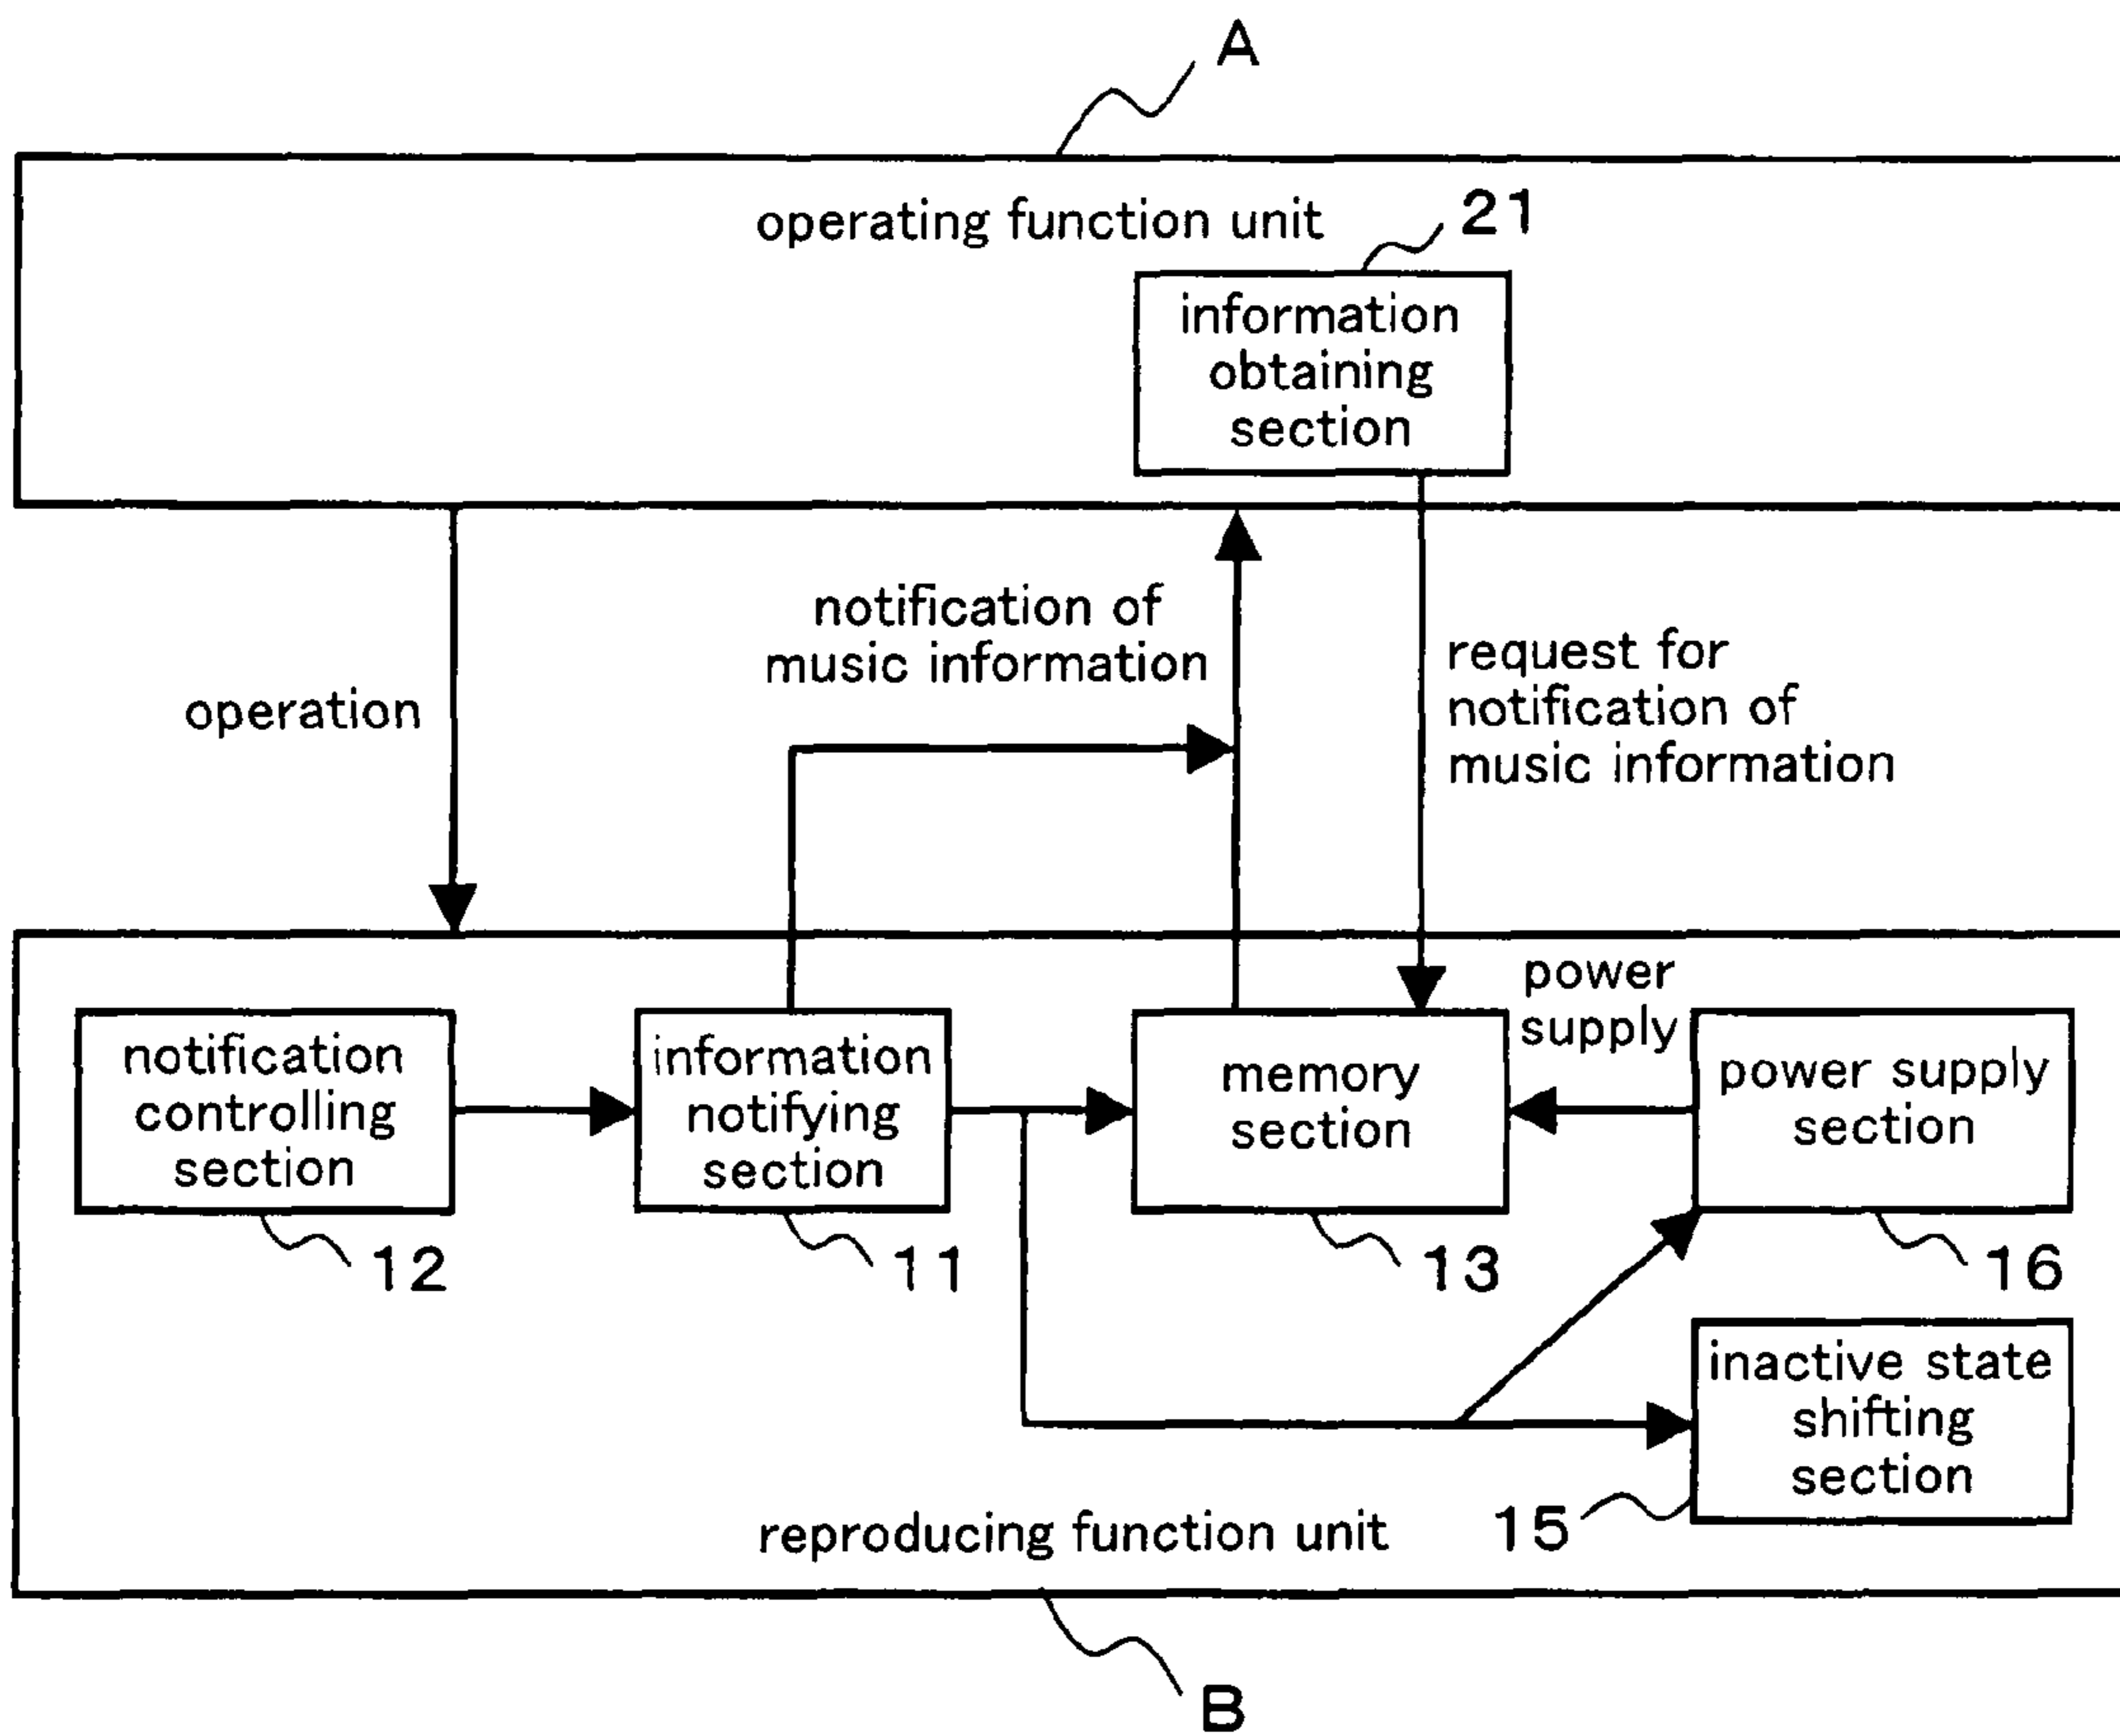 A
operating function unit
21
information
obtaining
section
notification of
music information
request for
notification of
music information
operation
power
supply
notification
controlling
section
information
notifying
section
memory
section
power supply
section
12
11
13
16
inactive state
shifting
section
15
reproducing function unit
B